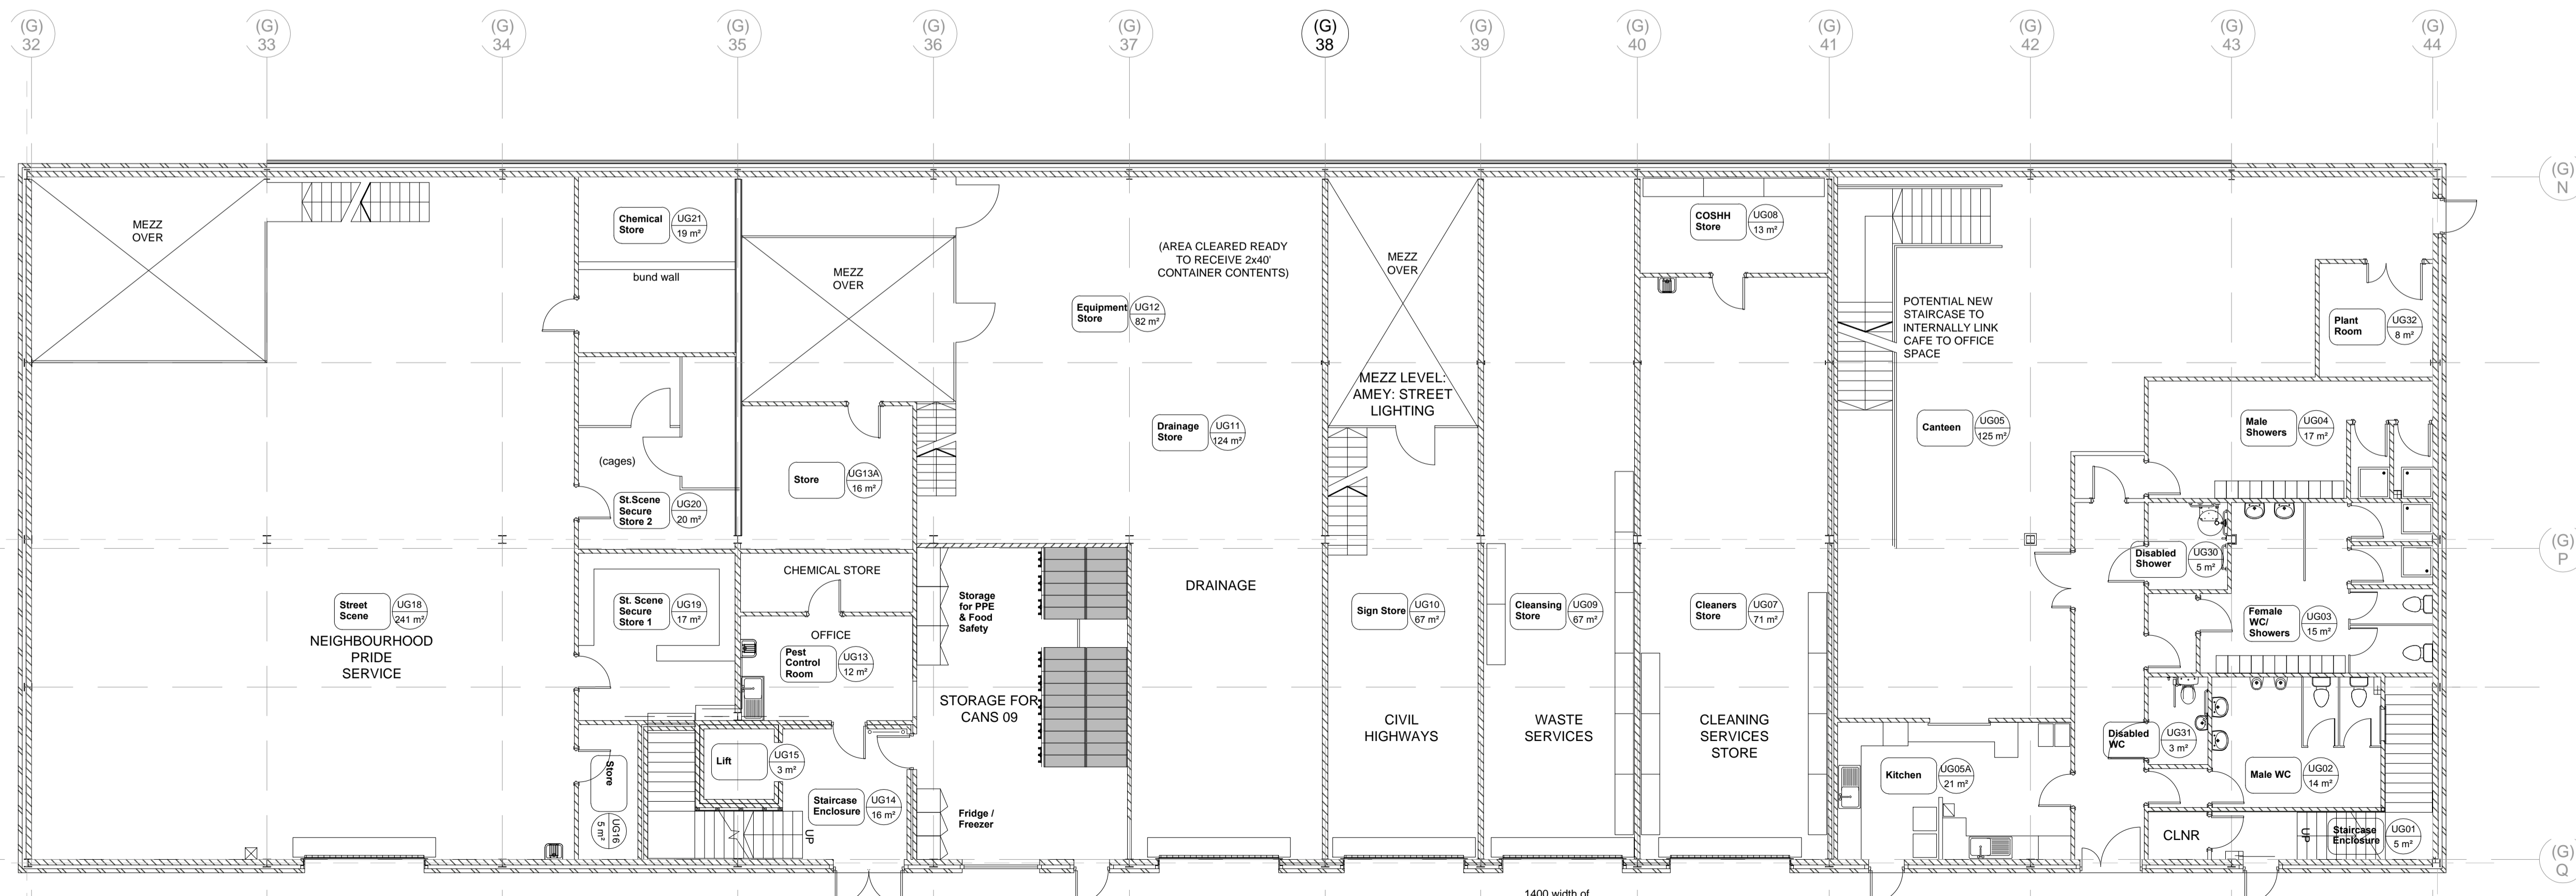 (G)
32
(G)
33
(G)
34
(G)
35
(G)
36
(G)
37
(G)
38
(G)
39
(G)
40
(G)
41
(G)
42
(G)
43
(G)
44
(G)
N
(G)
P
(G)
Q
MEZZ
OVER
Street
Scene
UG18
241 m²
NEIGHBOURHOOD
PRIDE
SERVICE
Chemical
Store
UG21
19 m²
bund wall
(cages)
St.Scene
Secure
Store 2
UG20
20 m²
St. Scene
Secure
Store 1
UG19
17 m²
Store
UG16
5 m²
MEZZ
OVER
Store
UG13A
16 m²
CHEMICAL STORE
OFFICE
Pest
Control
Room
UG13
12 m²
Lift
UG15
3 m²
Staircase
Enclosure
UG14
16 m²
UP
(AREA CLEARED READY
TO RECEIVE 2x40'
CONTAINER CONTENTS)
Equipment
Store
UG12
82 m²
Drainage
Store
UG11
124 m²
Storage
for PPE
& Food
Safety
STORAGE FOR
CANS 09
Fridge /
Freezer
DRAINAGE
MEZZ
OVER
MEZZ LEVEL:
AMEY: STREET
LIGHTING
Sign Store
UG10
67 m²
CIVIL
HIGHWAYS
Cleansing
Store
UG09
67 m²
WASTE
SERVICES
1400 width of
COSHH
Store
UG08
13 m²
Cleaners
Store
UG07
71 m²
CLEANING
SERVICES
STORE
POTENTIAL NEW
STAIRCASE TO
INTERNALLY LINK
CAFE TO OFFICE
SPACE
Canteen
UG05
125 m²
Kitchen
UG05A
21 m²
Plant
Room
UG32
8 m²
Male
Showers
UG04
17 m²
Disabled
Shower
UG30
5 m²
Female
WC/
Showers
UG03
15 m²
Disabled
WC
UG31
3 m²
Male WC
UG02
14 m²
CLNR
UP
Staircase
Enclosure
UG01
5 m²